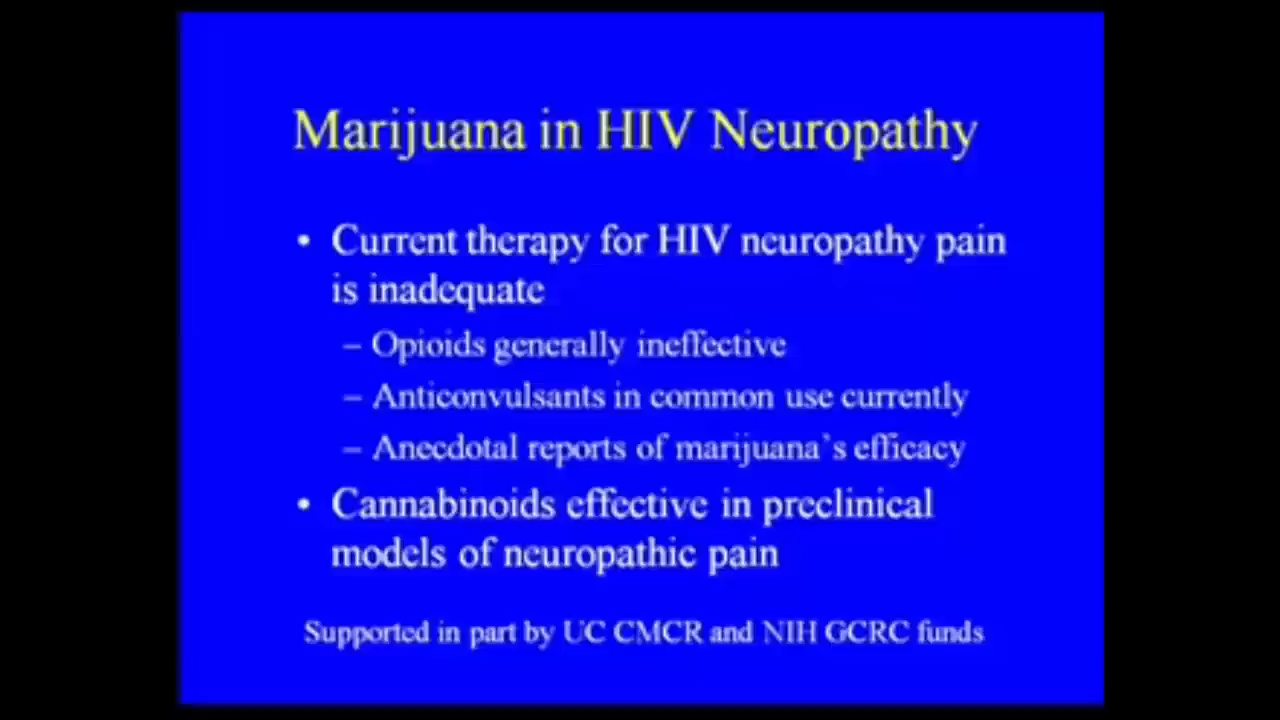 Marijuana in HIV Neuropathy
• Current therapy for HIV neuropathy pain
is inadequate
– Opioids generally ineffective
– Anticonvulsants in common use currently
– Anecdotal reports of marijuana's efficacy
• Cannabinoids effective in preclinical
models of neuropathic pain
Supported in part by UC CMCR and NIH GCRC funds